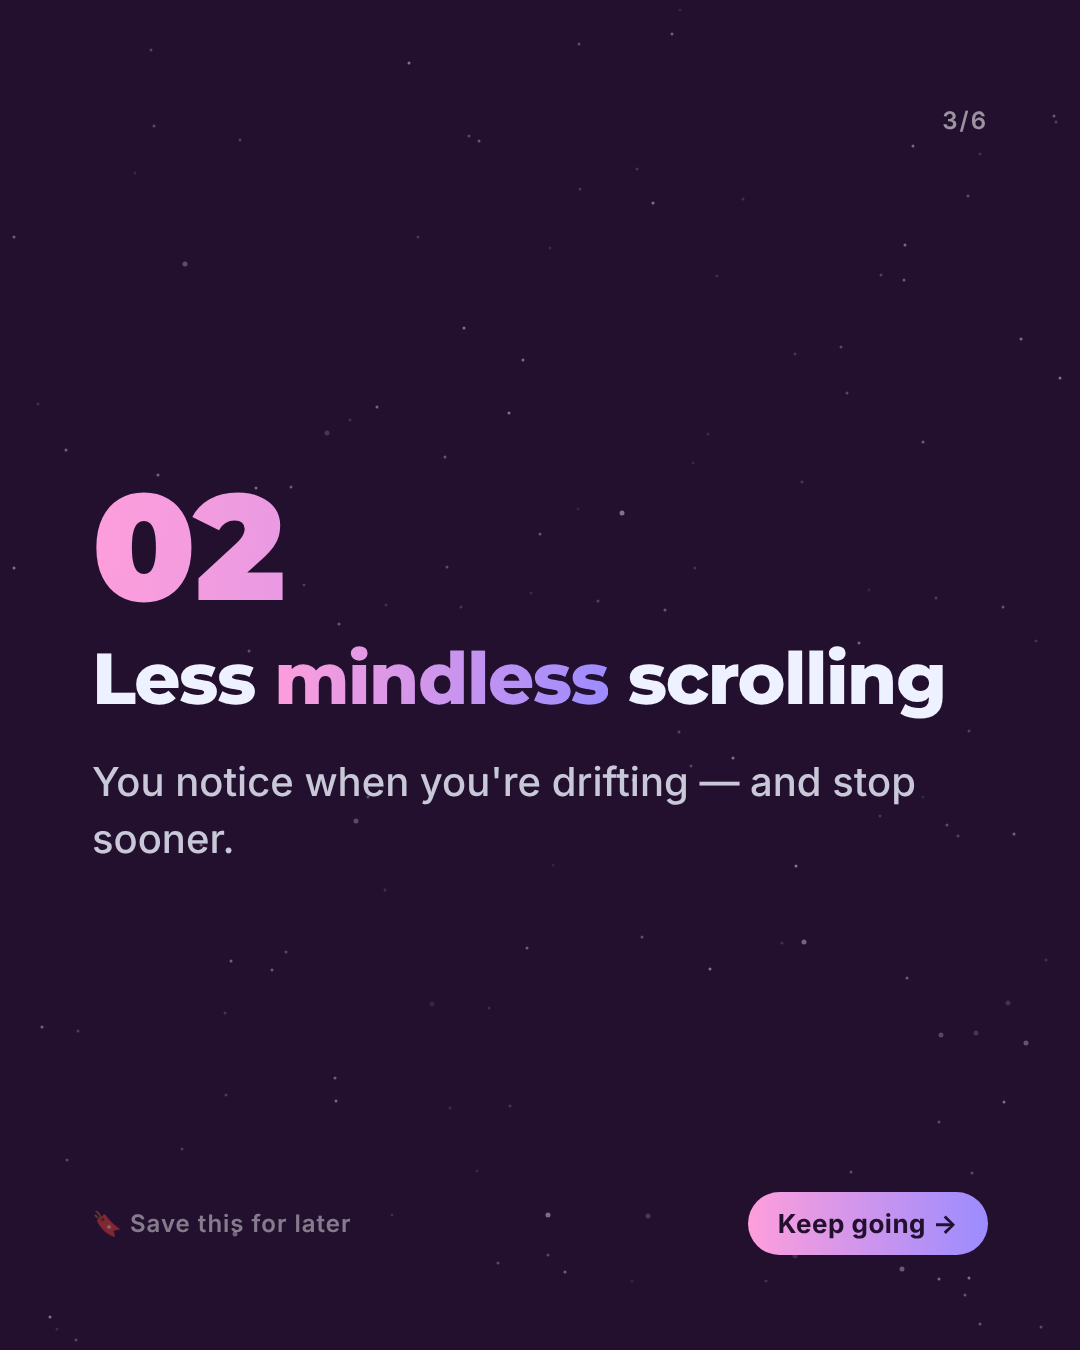 3/6
02
Less mindless scrolling
You notice when you're drifting — and stop
sooner.
🔖 Save this for later
Keep going →